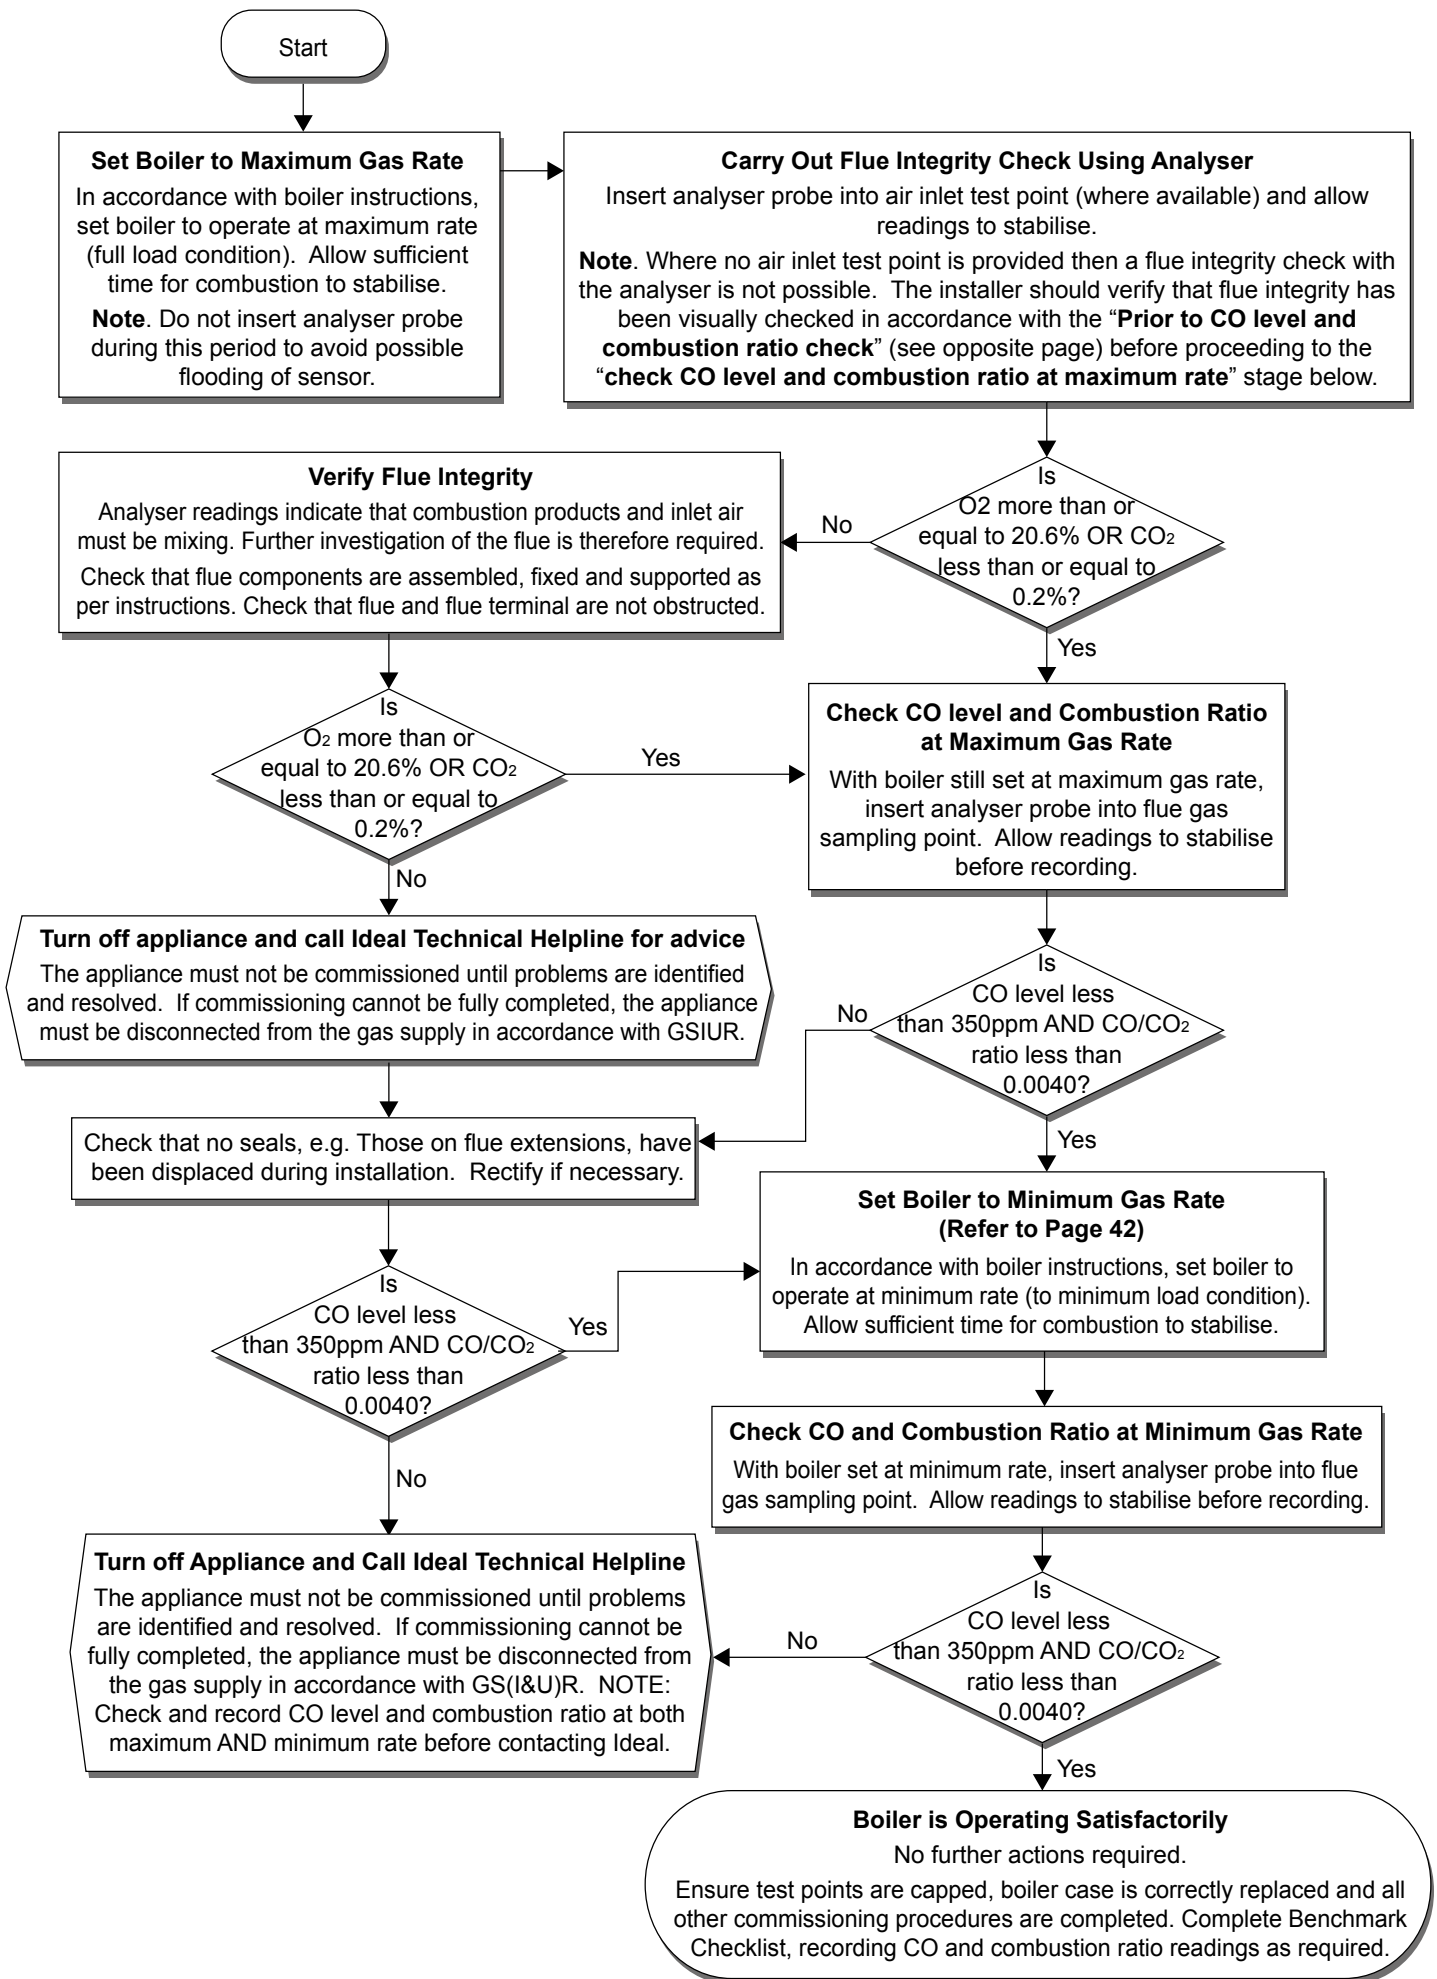 Start
Set Boiler to Maximum Gas Rate
In accordance with boiler instructions,
set boiler to operate at maximum rate
(full load condition).  Allow sufficient
time for combustion to stabilise.
Note. Do not insert analyser probe
during this period to avoid possible
flooding of sensor.
Carry Out Flue Integrity Check Using Analyser
Insert analyser probe into air inlet test point (where available) and allow
readings to stabilise.
Note. Where no air inlet test point is provided then a flue integrity check with
the analyser is not possible.  The installer should verify that flue integrity has
been visually checked in accordance with the “Prior to CO level and
combustion ratio check” (see opposite page) before proceeding to the
“check CO level and combustion ratio at maximum rate” stage below.
Is
O2 more than or
equal to 20.6% OR CO2
less than or equal to
0.2%?
No
Yes
Verify Flue Integrity
Analyser readings indicate that combustion products and inlet air
must be mixing. Further investigation of the flue is therefore required.
Check that flue components are assembled, fixed and supported as
per instructions. Check that flue and flue terminal are not obstructed.
Is
O2 more than or
equal to 20.6% OR CO2
less than or equal to
0.2%?
Yes
No
Check CO level and Combustion Ratio
at Maximum Gas Rate
With boiler still set at maximum gas rate,
insert analyser probe into flue gas
sampling point.  Allow readings to stabilise
before recording.
Turn off appliance and call Ideal Technical Helpline for advice
The appliance must not be commissioned until problems are identified
and resolved.  If commissioning cannot be fully completed, the appliance
must be disconnected from the gas supply in accordance with GSIUR.
Is
CO level less
than 350ppm AND CO/CO2
ratio less than
0.0040?
No
Yes
Check that no seals, e.g. Those on flue extensions, have
been displaced during installation.  Rectify if necessary.
Set Boiler to Minimum Gas Rate
(Refer to Page 42)
In accordance with boiler instructions, set boiler to
operate at minimum rate (to minimum load condition).
Allow sufficient time for combustion to stabilise.
Is
CO level less
than 350ppm AND CO/CO2
ratio less than
0.0040?
Yes
No
Check CO and Combustion Ratio at Minimum Gas Rate
With boiler set at minimum rate, insert analyser probe into flue
gas sampling point.  Allow readings to stabilise before recording.
Turn off Appliance and Call Ideal Technical Helpline
The appliance must not be commissioned until problems
are identified and resolved.  If commissioning cannot be
fully completed, the appliance must be disconnected from
the gas supply in accordance with GS(I&U)R.  NOTE:
Check and record CO level and combustion ratio at both
maximum AND minimum rate before contacting Ideal.
Is
CO level less
than 350ppm AND CO/CO2
ratio less than
0.0040?
No
Yes
Boiler is Operating Satisfactorily
No further actions required.
Ensure test points are capped, boiler case is correctly replaced and all
other commissioning procedures are completed. Complete Benchmark
Checklist, recording CO and combustion ratio readings as required.